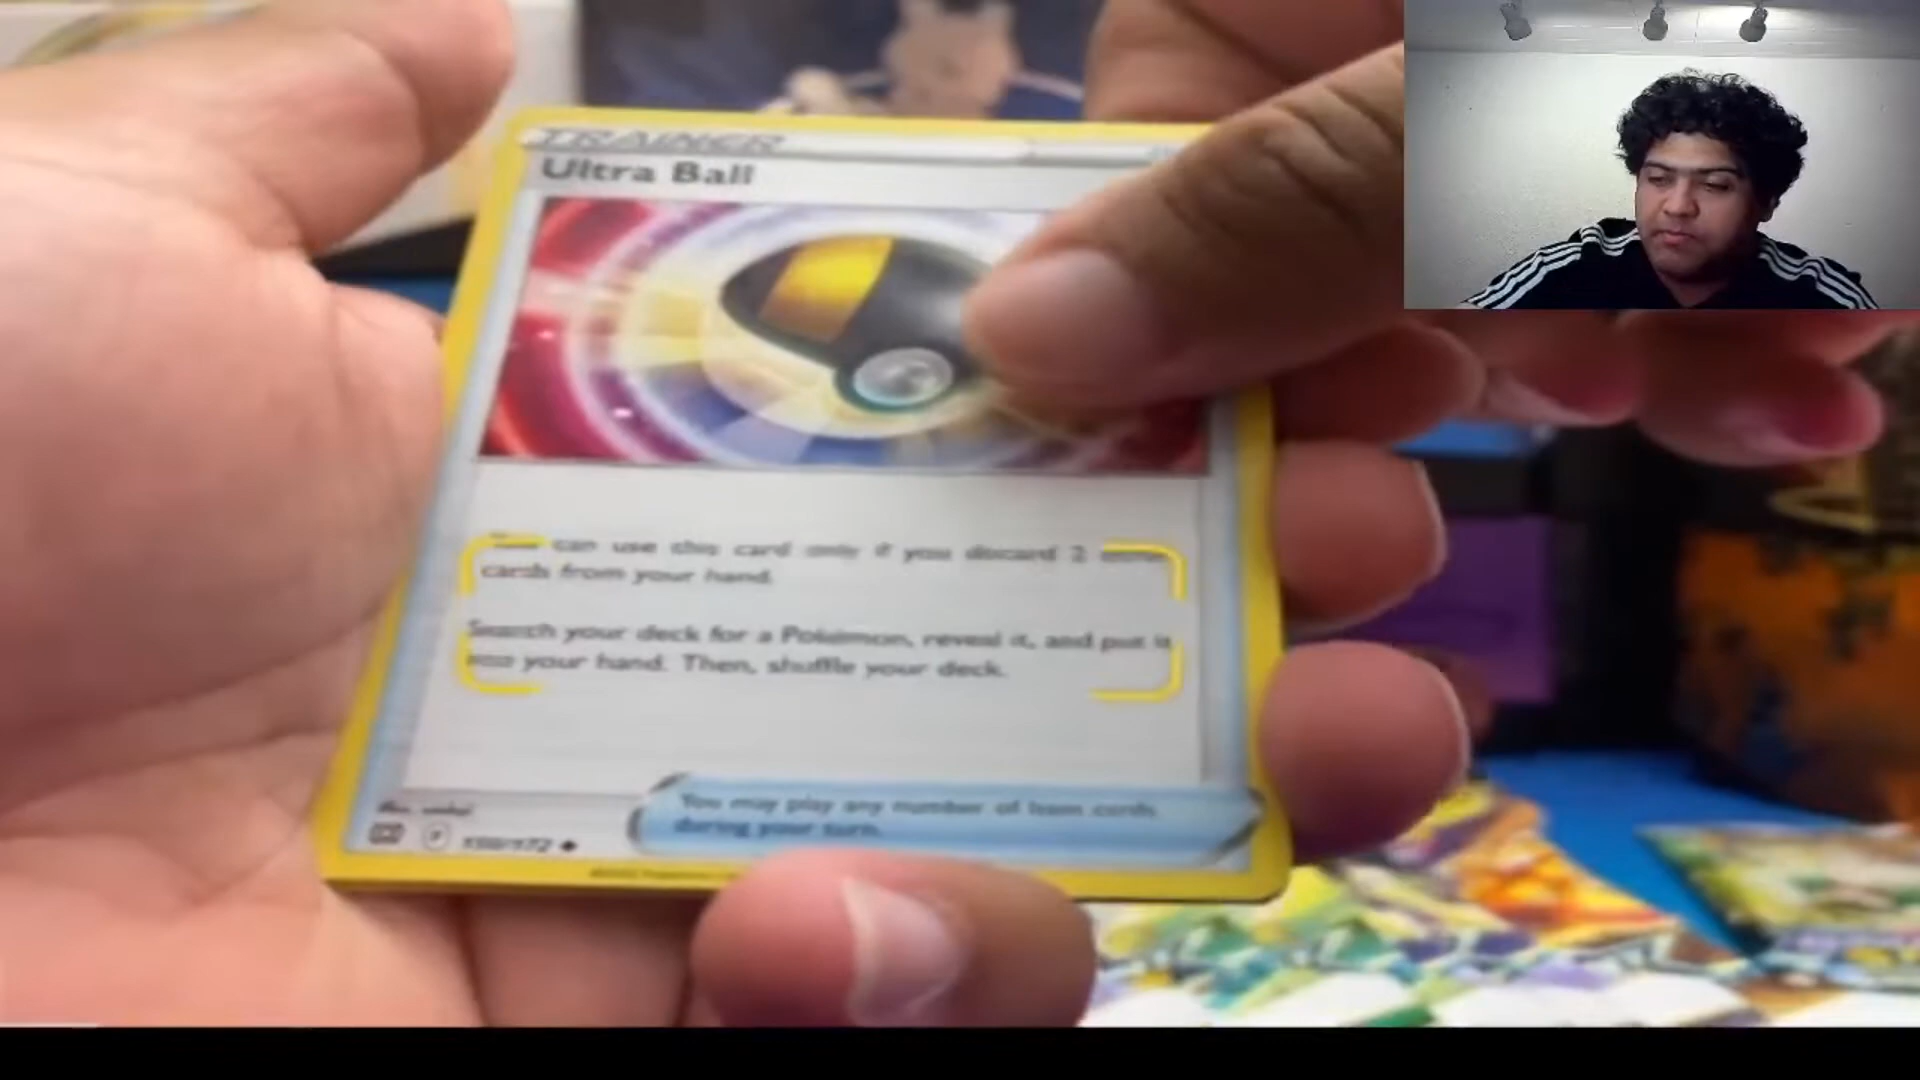 TRAINER
Ultra Ball
can use this card only if you discard 2
cards from your hand.
Search your deck for a Pokémon, reveal it, and put it
your hand. Then, shuffle your deck.
You may play any number of Item cards
during your turn.